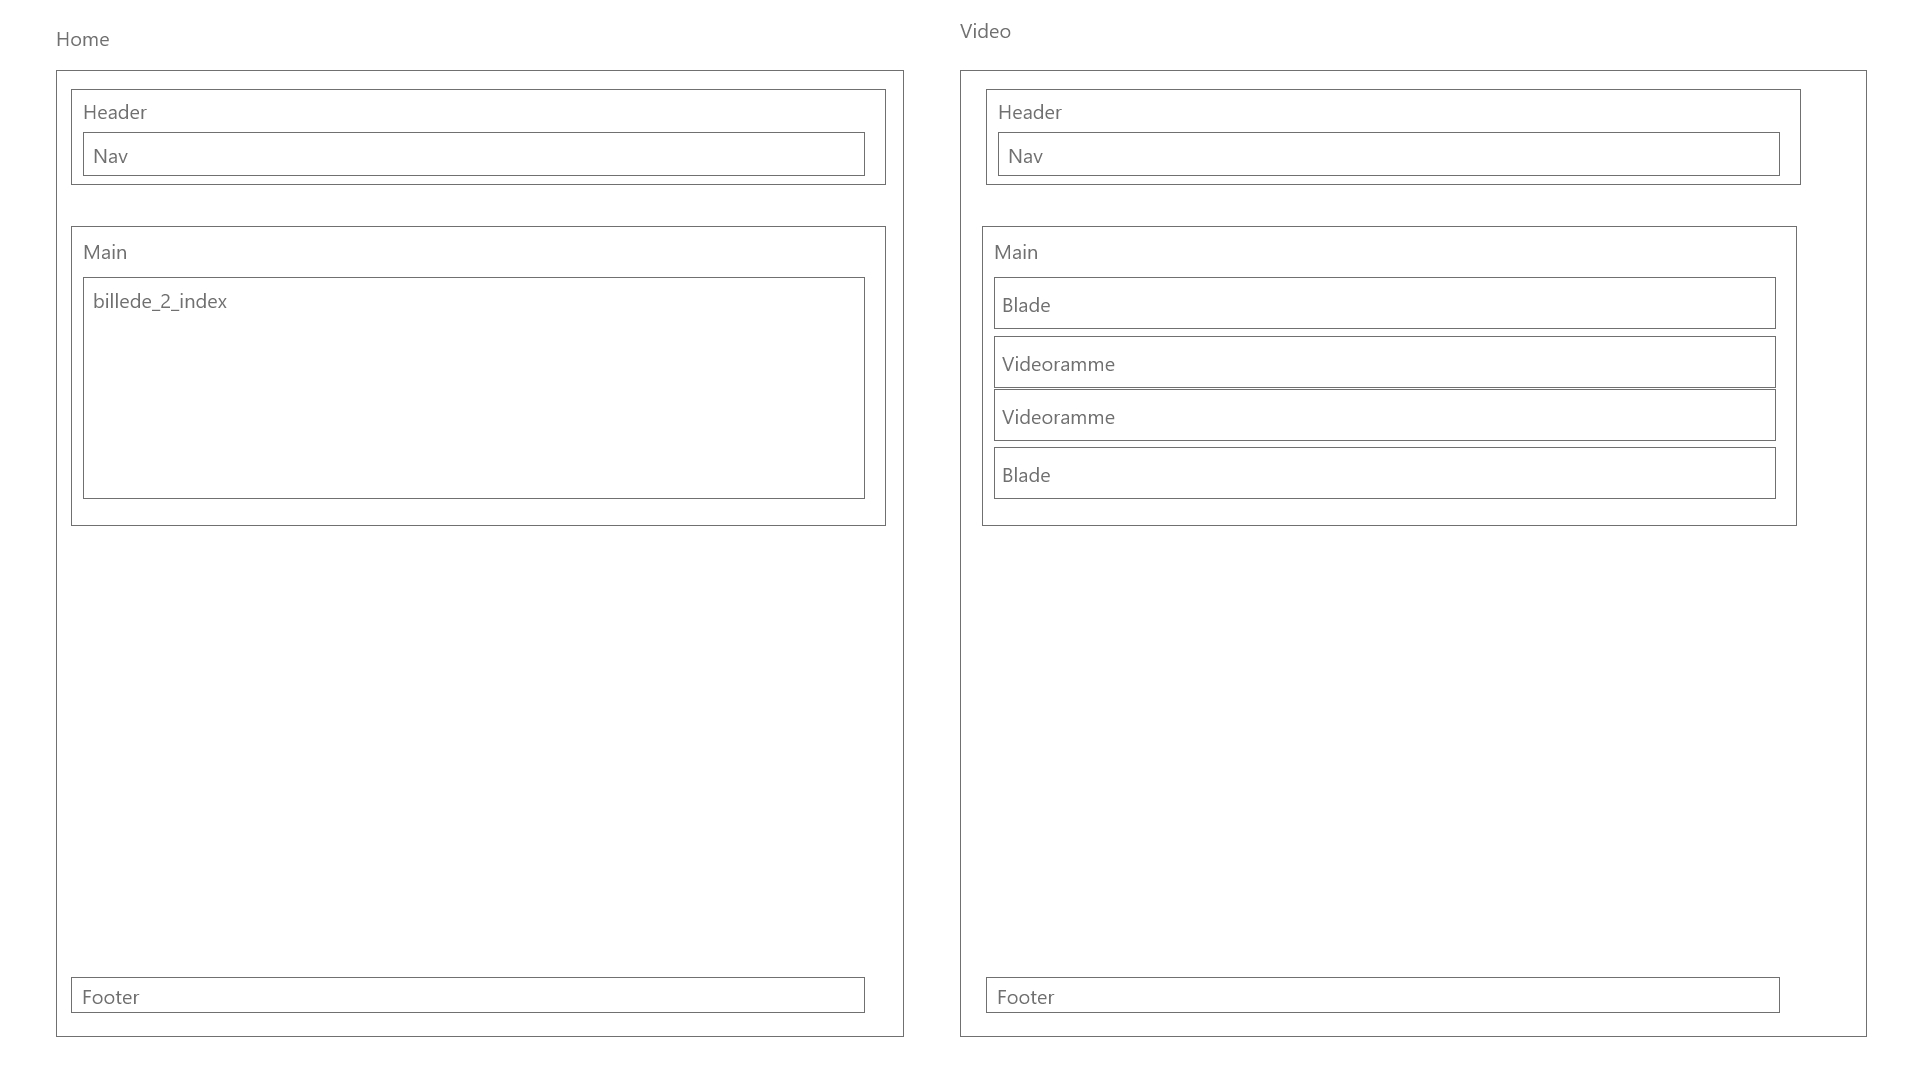 Home
Header
Nav
Main
billede_2_index
Footer
Video
Header
Nav
Main
Blade
Videoramme
Videoramme
Blade
Footer